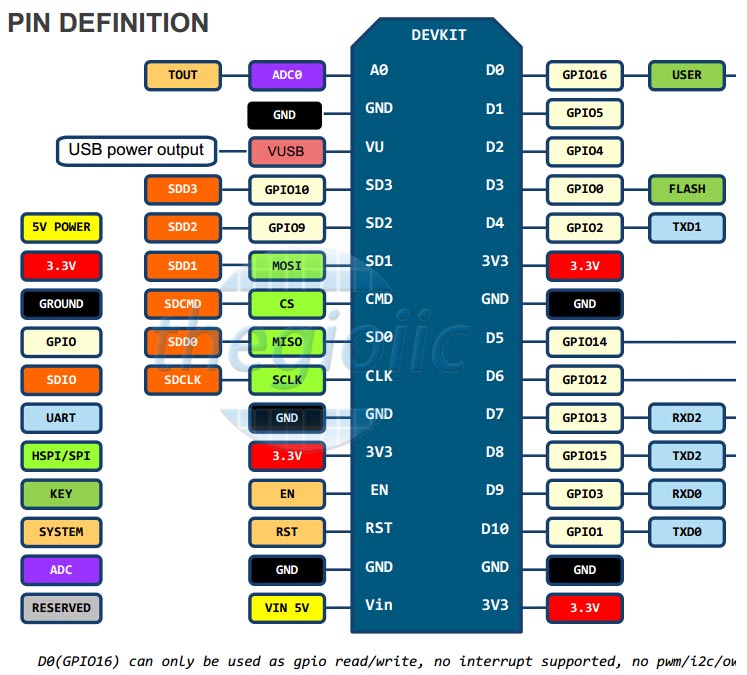 PIN DEFINITION
DEVKIT
TOUT ADC0 A0 D0 GPIO16 USER
GND GND D1 GPIO5
USB power output VUSB VU D2 GPIO4
SDD3 GPIO10 SD3 D3 GPIO0 FLASH
5V POWER SDD2 GPIO9 SD2 D4 GPIO2 TXD1
3.3V SDD1 MOSI SD1 3V3 3.3V
GROUND SDCMD CS CMD GND GND
GPIO SDD0 MISO SD0 D5 GPIO14
thegioiic
SDIO SDCLK SCLK CLK D6 GPIO12
UART GND GND D7 GPIO13 RXD2
HSPI/SPI 3.3V 3V3 D8 GPIO15 TXD2
KEY EN EN D9 GPIO3 RXD0
SYSTEM RST RST D10 GPIO1 TXD0
ADC GND GND GND GND
RESERVED VIN 5V Vin 3V3 3.3V
D0(GPIO16) can only be used as gpio read/write, no interrupt supported, no pwm/i2c/ow